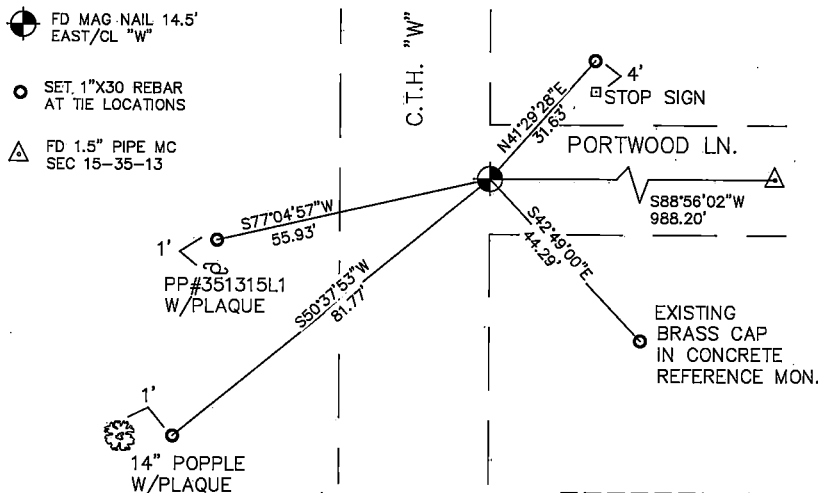 FD MAG NAIL 14.5'
EAST/CL "W"
SET 1"X30 REBAR
AT TIE LOCATIONS
FD 1.5" PIPE MC
SEC 15-35-13
C.T.H. "W"
N41°29'28"E
31.63'
4'
STOP SIGN
PORTWOOD LN.
S88°56'02"W
988.20'
S77°04'57"W
55.93'
1'
PP#351315L1
W/PLAQUE
S50°37'53"W
81.77'
S42°49'00"E
44.29'
EXISTING
BRASS CAP
IN CONCRETE
REFERENCE MON.
1'
14" POPPLE
W/PLAQUE